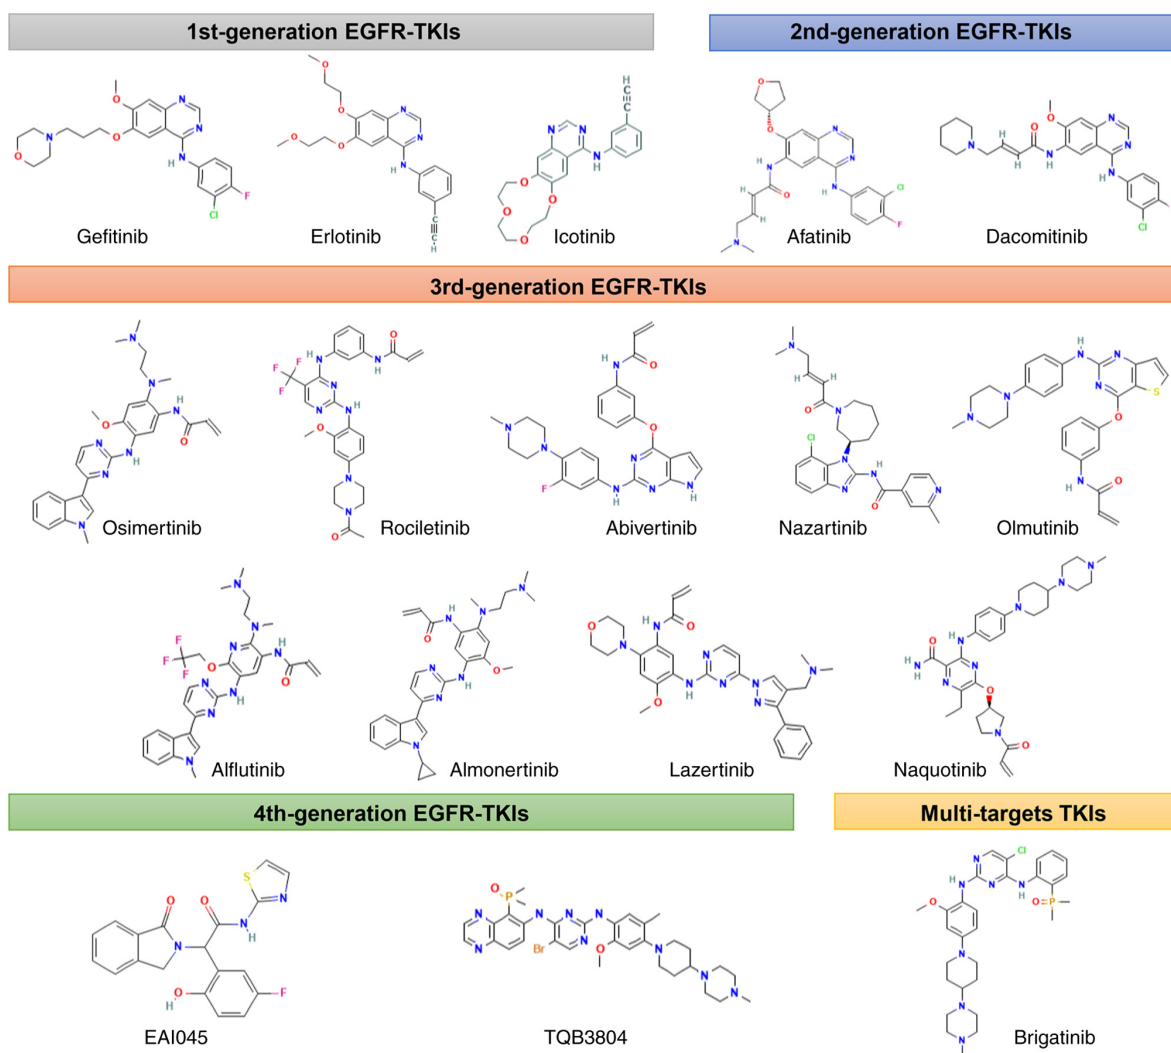 1st-generation EGFR-TKIs
2nd-generation EGFR-TKIs
Gefitinib
Erlotinib
Icotinib
Afatinib
Dacomitinib
3rd-generation EGFR-TKIs
Osimertinib
Rociletinib
Abivertinib
Nazartinib
Olmutinib
Alflutinib
Almonertinib
Lazertinib
Naquotinib
4th-generation EGFR-TKIs
Multi-targets TKIs
EAI045
TQB3804
Brigatinib